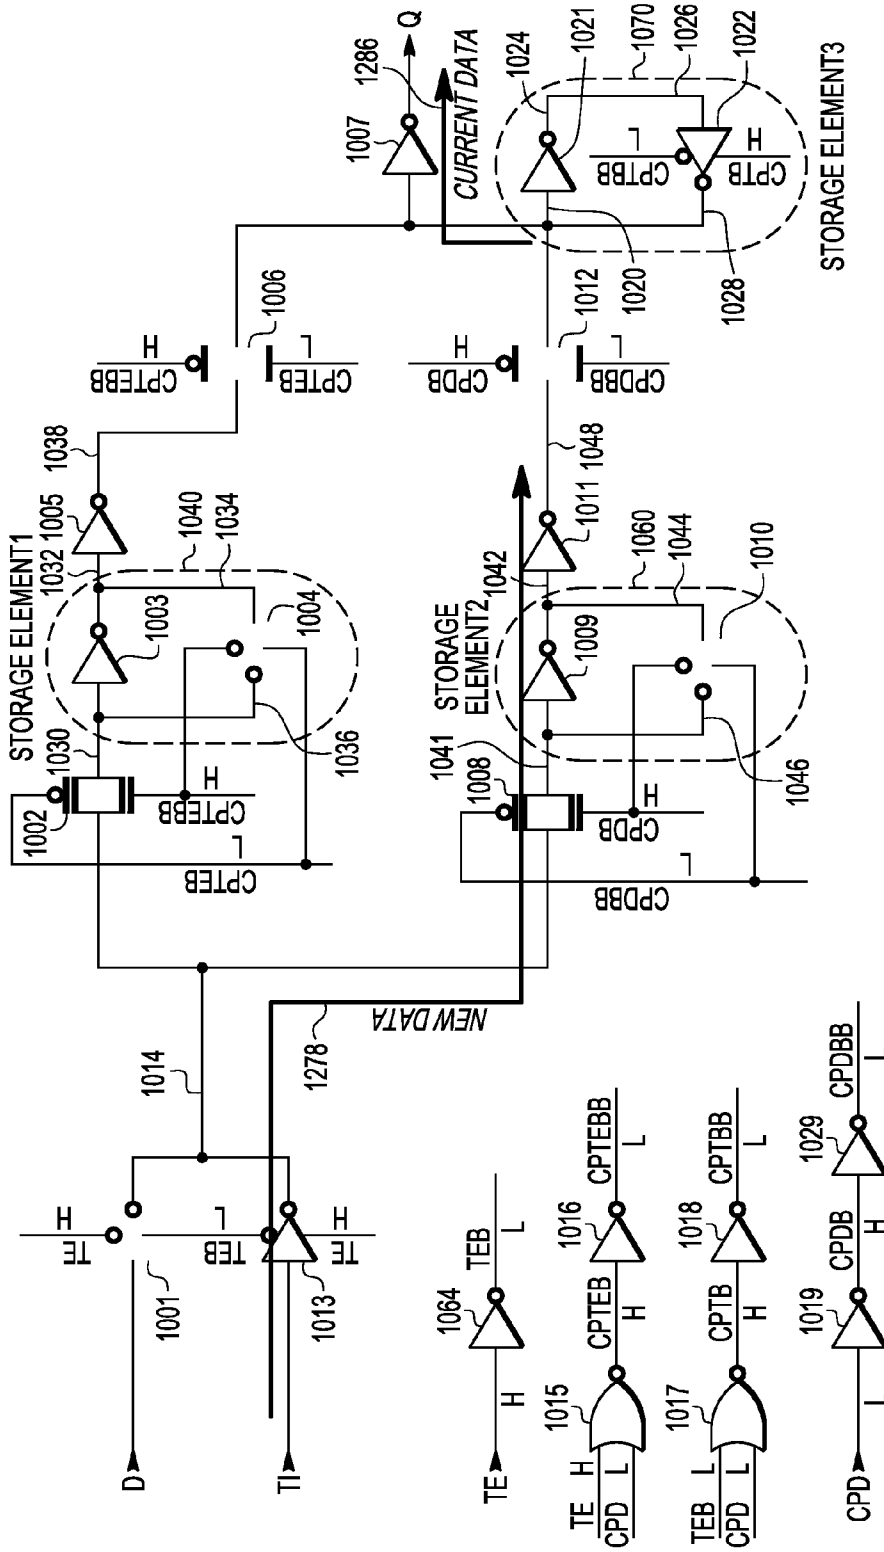 D
TI
TE
H
1001
TEB
L
1013
TE
H
1014
1278
NEW DATA
STORAGE ELEMENT1
1002
1030
1003
1032
1005
1038
1040
1034
1004
1036
CPTEBB
H
CPTEB
L
CPTEBB
H
1006
CPTEB
L
STORAGE
ELEMENT2
1008
1041
1009
1042
1011
1048
1060
1044
1010
1046
CPDB
H
CPDBB
L
CPDB
H
1012
CPDBB
L
1007
Q
1286
CURRENT DATA
1024
1021
1070
1026
1022
CPTBB
L
CPTB
H
1020
1028
STORAGE ELEMENT3
TE
H
1064
TEB
L
TE H
CPD L
1015
CPTEB
H
1016
CPTEBB
L
TEB L
CPD L
1017
CPTB
H
1018
CPTBB
L
CPD
L
1019
CPDB
H
1029
CPDBB
L